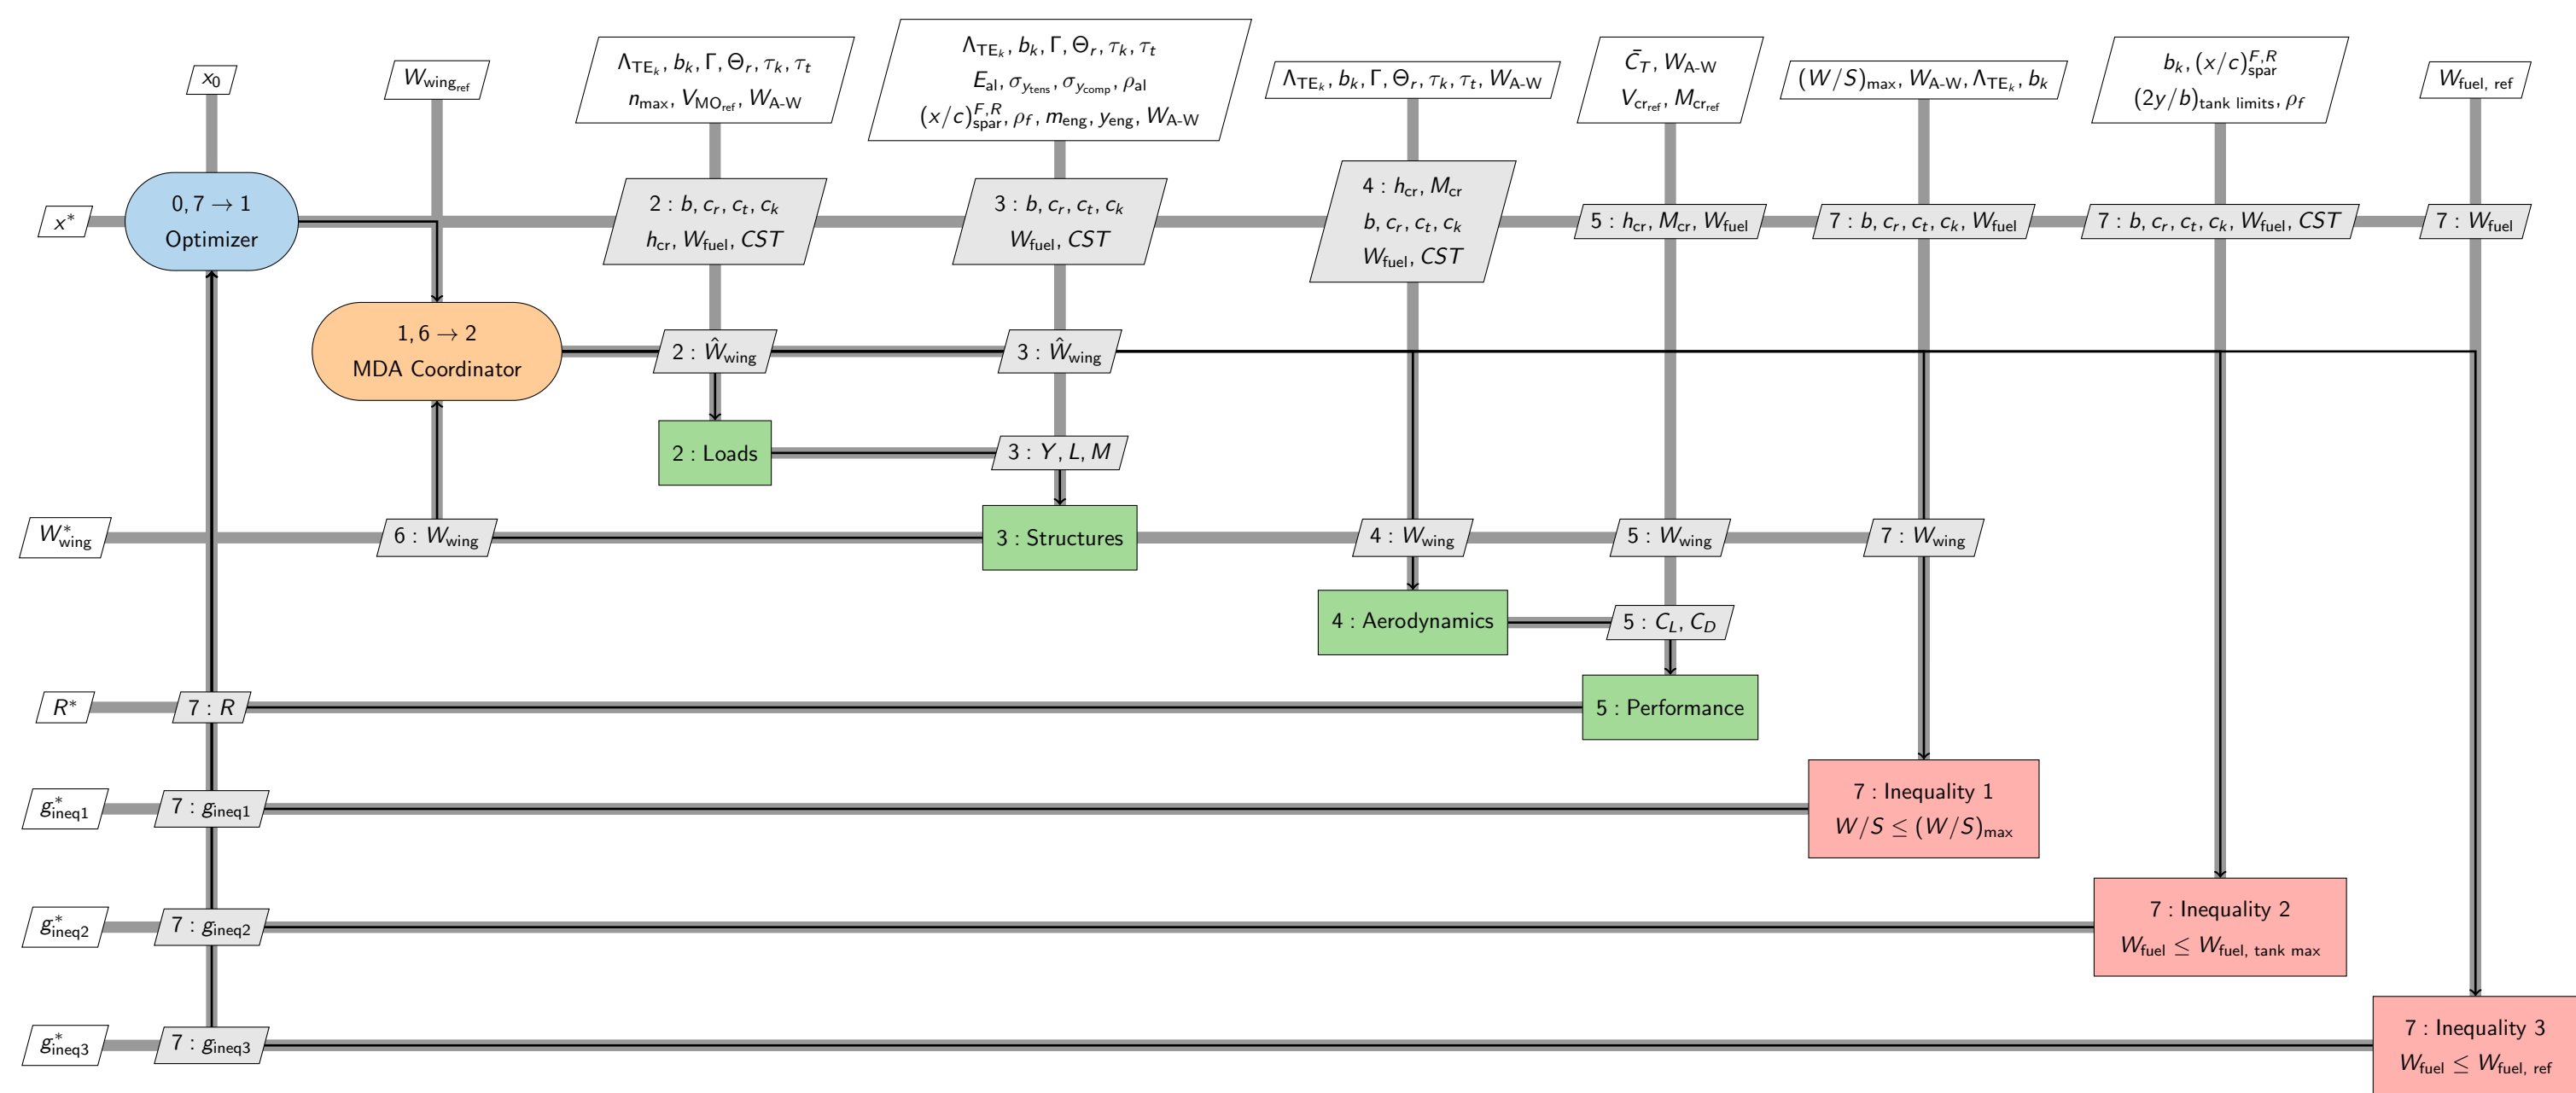 x₀
W_wing_ref
Λ_TE_k, b_k, Γ, Θ_r, τ_k, τ_t
n_max, V_MO_ref, W_A-W
Λ_TE_k, b_k, Γ, Θ_r, τ_k, τ_t
E_al, σ_y_tens, σ_y_comp, ρ_al
(x/c)^F,R_spar, ρ_f, m_eng, y_eng, W_A-W
Λ_TE_k, b_k, Γ, Θ_r, τ_k, τ_t, W_A-W
C̄_T, W_A-W
V_cr_ref, M_cr_ref
(W/S)_max, W_A-W, Λ_TE_k, b_k
b_k, (x/c)^F,R_spar
(2y/b)_tank limits, ρ_f
W_fuel, ref
x*
0, 7 → 1
Optimizer
2 : b, c_r, c_t, c_k
h_cr, W_fuel, CST
3 : b, c_r, c_t, c_k
W_fuel, CST
4 : h_cr, M_cr
b, c_r, c_t, c_k
W_fuel, CST
5 : h_cr, M_cr, W_fuel
7 : b, c_r, c_t, c_k, W_fuel
7 : b, c_r, c_t, c_k, W_fuel, CST
7 : W_fuel
1, 6 → 2
MDA Coordinator
2 : Ŵ_wing
3 : Ŵ_wing
2 : Loads
3 : Y, L, M
W*_wing
6 : W_wing
3 : Structures
4 : W_wing
5 : W_wing
7 : W_wing
4 : Aerodynamics
5 : C_L, C_D
R*
7 : R
5 : Performance
g*_ineq1
7 : g_ineq1
7 : Inequality 1
W/S ≤ (W/S)_max
g*_ineq2
7 : g_ineq2
7 : Inequality 2
W_fuel ≤ W_fuel, tank max
g*_ineq3
7 : g_ineq3
7 : Inequality 3
W_fuel ≤ W_fuel, ref